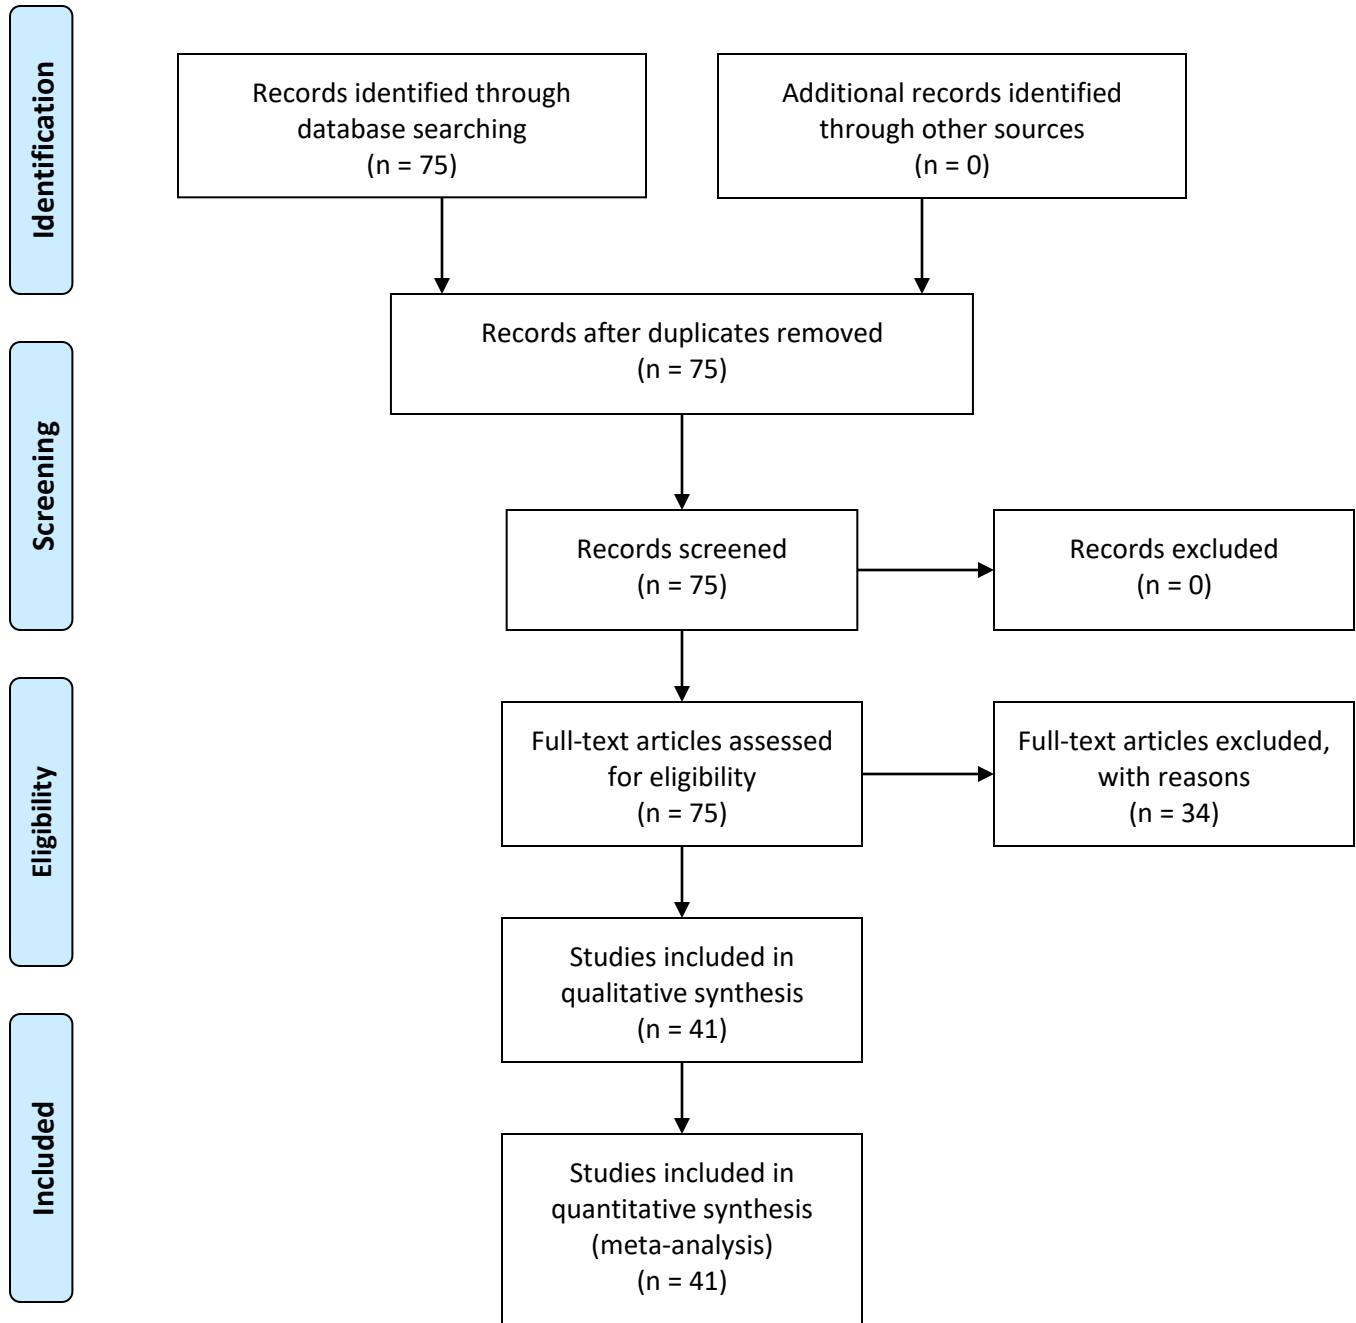 Identification
Records identified through
database searching
(n = 75)
Additional records identified
through other sources
(n = 0)
Records after duplicates removed
(n = 75)
Screening
Records screened
(n = 75)
Records excluded
(n = 0)
Eligibility
Full-text articles assessed
for eligibility
(n = 75)
Full-text articles excluded,
with reasons
(n = 34)
Studies included in
qualitative synthesis
(n = 41)
Included
Studies included in
quantitative synthesis
(meta-analysis)
(n = 41)